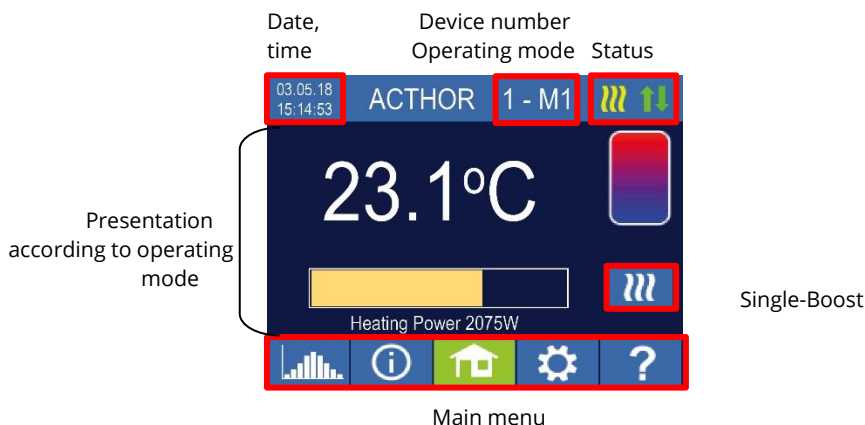 Date,
time
Device number
Operating mode
Status
03.05.18
15:14:53
ACTHOR
1 - M1
23.1°C
Presentation
according to operating
mode
Heating Power 2075W
Single-Boost
?
Main menu